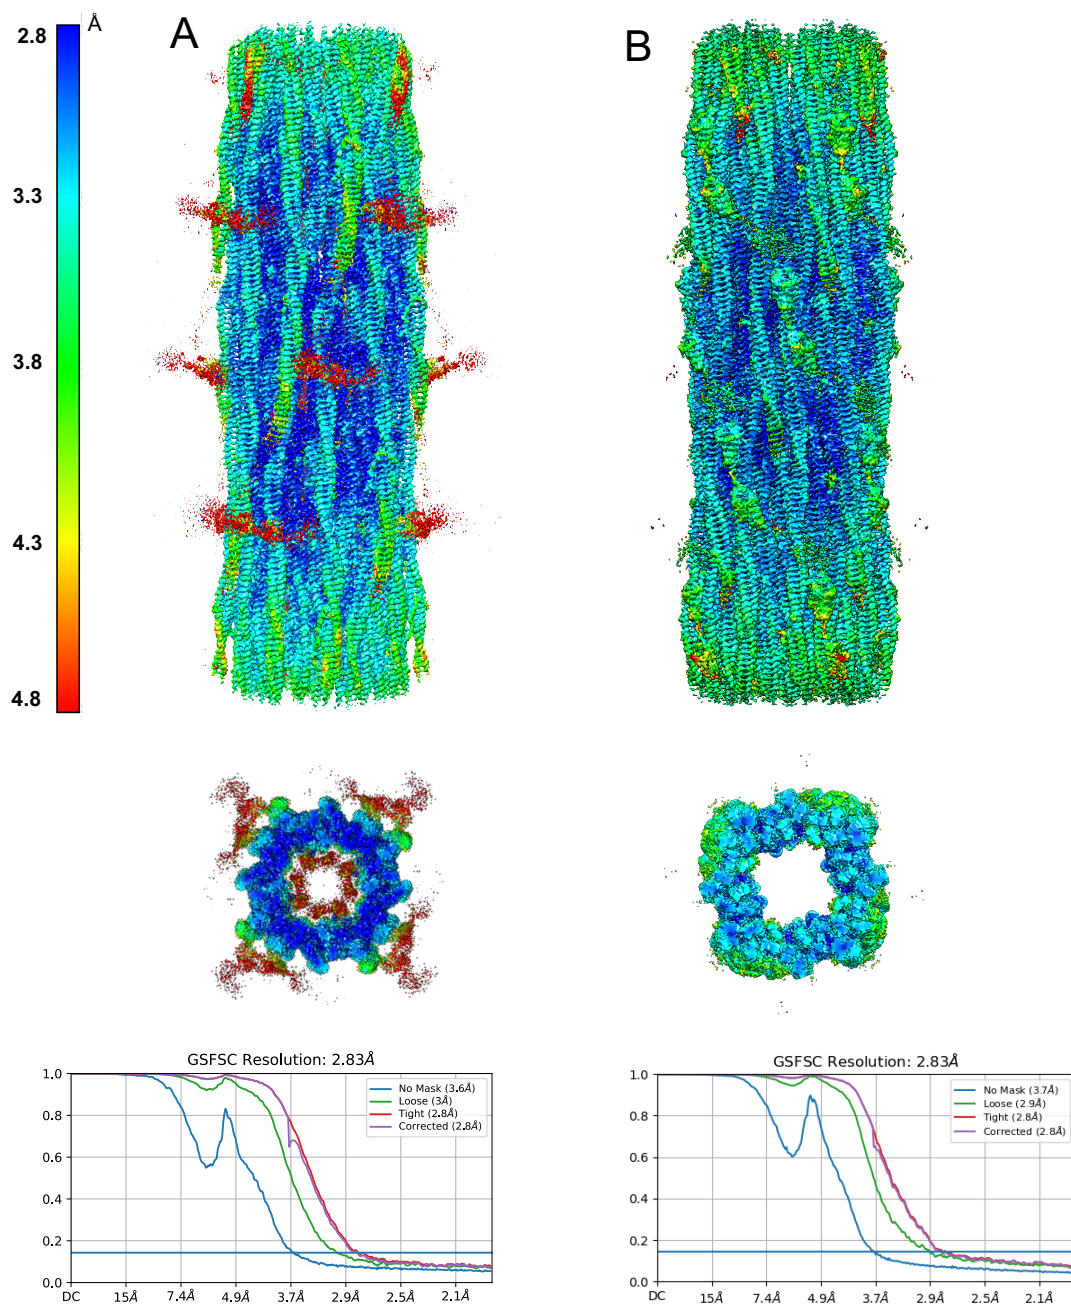 Å
2.8
3.3
3.8
4.3
4.8
A
B
GSFSC Resolution: 2.83Å
1.0
0.8
0.6
0.4
0.2
0.0
No Mask (3.6Å)
Loose (3Å)
Tight (2.8Å)
Corrected (2.8Å)
DC 15Å 7.4Å 4.9Å 3.7Å 2.9Å 2.5Å 2.1Å
GSFSC Resolution: 2.83Å
1.0
0.8
0.6
0.4
0.2
0.0
No Mask (3.7Å)
Loose (2.9Å)
Tight (2.8Å)
Corrected (2.8Å)
DC 15Å 7.4Å 4.9Å 3.7Å 2.9Å 2.5Å 2.1Å